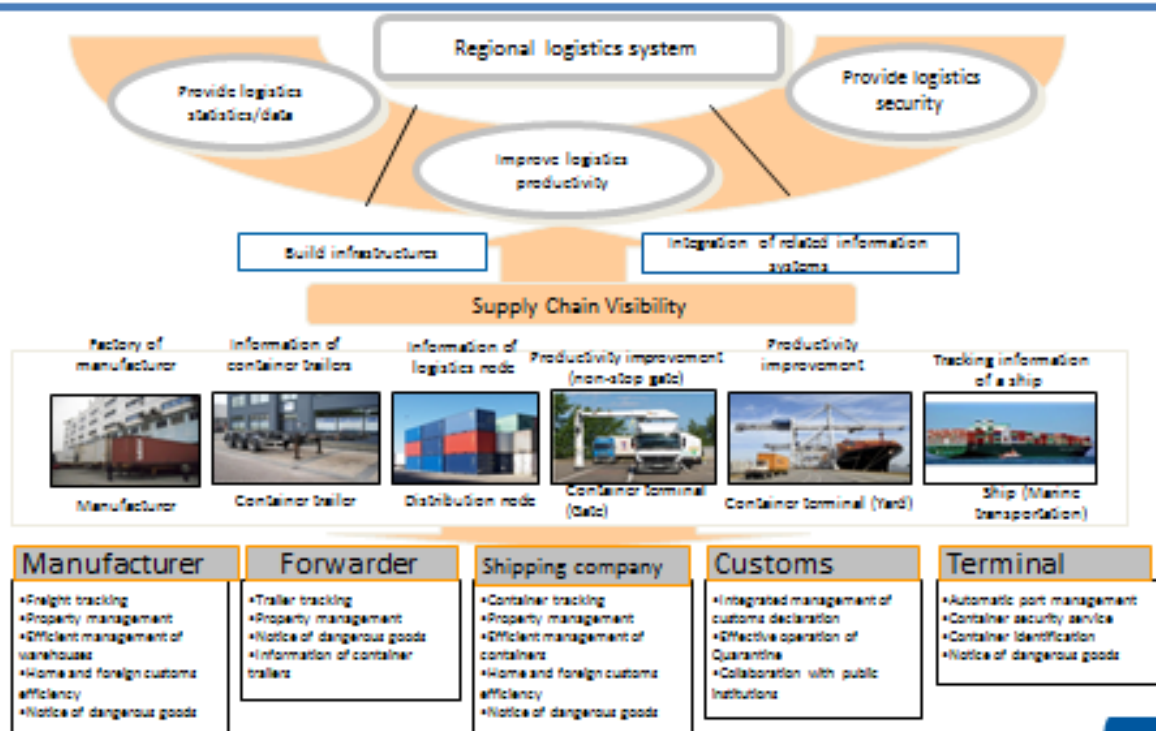 Regional logistics system
Provide logistics
statistics/data
Provide logistics
security
Improve logistics
productivity
Build infrastructures
Integration of related information
systems
Supply Chain Visibility
Factory of
manufacturer
Information of
container trailers
Information of
logistics node
Productivity improvement
(non-stop gate)
Productivity
improvement
Tracking information
of a ship
Manufacturer
Container trailer
Distribution node
Container terminal
(Gate)
Container terminal (Yard)
Ship (Marine
transportation)
Manufacturer
•Freight tracking
•Property management
•Efficient management of
warehouses
•Home and foreign customs
efficiency
•Notice of dangerous goods
Forwarder
•Trailer tracking
•Property management
•Notice of dangerous goods
•Information of container
trailers
Shipping company
•Container tracking
•Property management
•Efficient management of
containers
•Home and foreign customs
efficiency
•Notice of dangerous goods
Customs
•Integrated management of
customs declaration
•Effective operation of
Quarantine
•Collaboration with public
institutions
Terminal
•Automatic port management
•Container security service
•Container identification
•Notice of dangerous goods